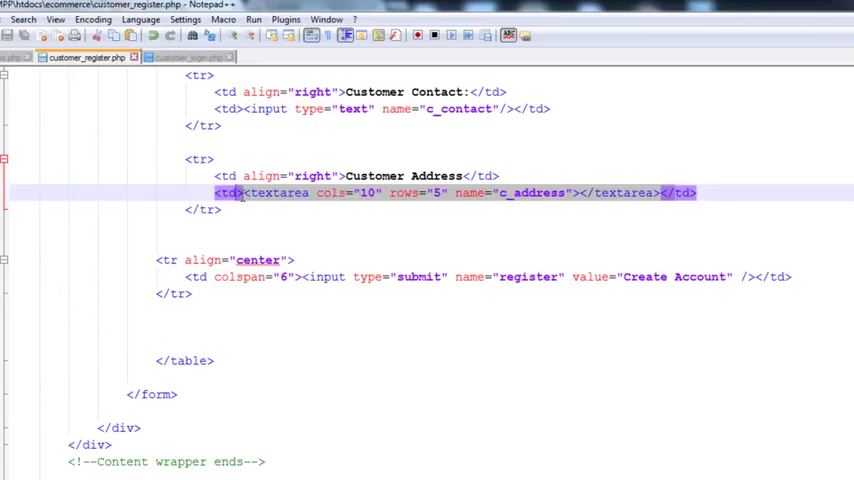 MPP\htdocs\ecommerce\customer_register.php - Notepad++
Search View Encoding Language Settings Macro Run Plugins Window ?
customer_register.php customer_login.php
<tr>
<td align="right">Customer Contact:</td>
<td><input type="text" name="c_contact"/></td>
</tr>
<tr>
<td align="right">Customer Address</td>
<td><textarea cols="10" rows="5" name="c_address"></textarea></td>
</tr>
<tr align="center">
<td colspan="6"><input type="submit" name="register" value="Create Account" /></td>
</tr>
</table>
</form>
</div>
</div>
<!--Content wrapper ends-->